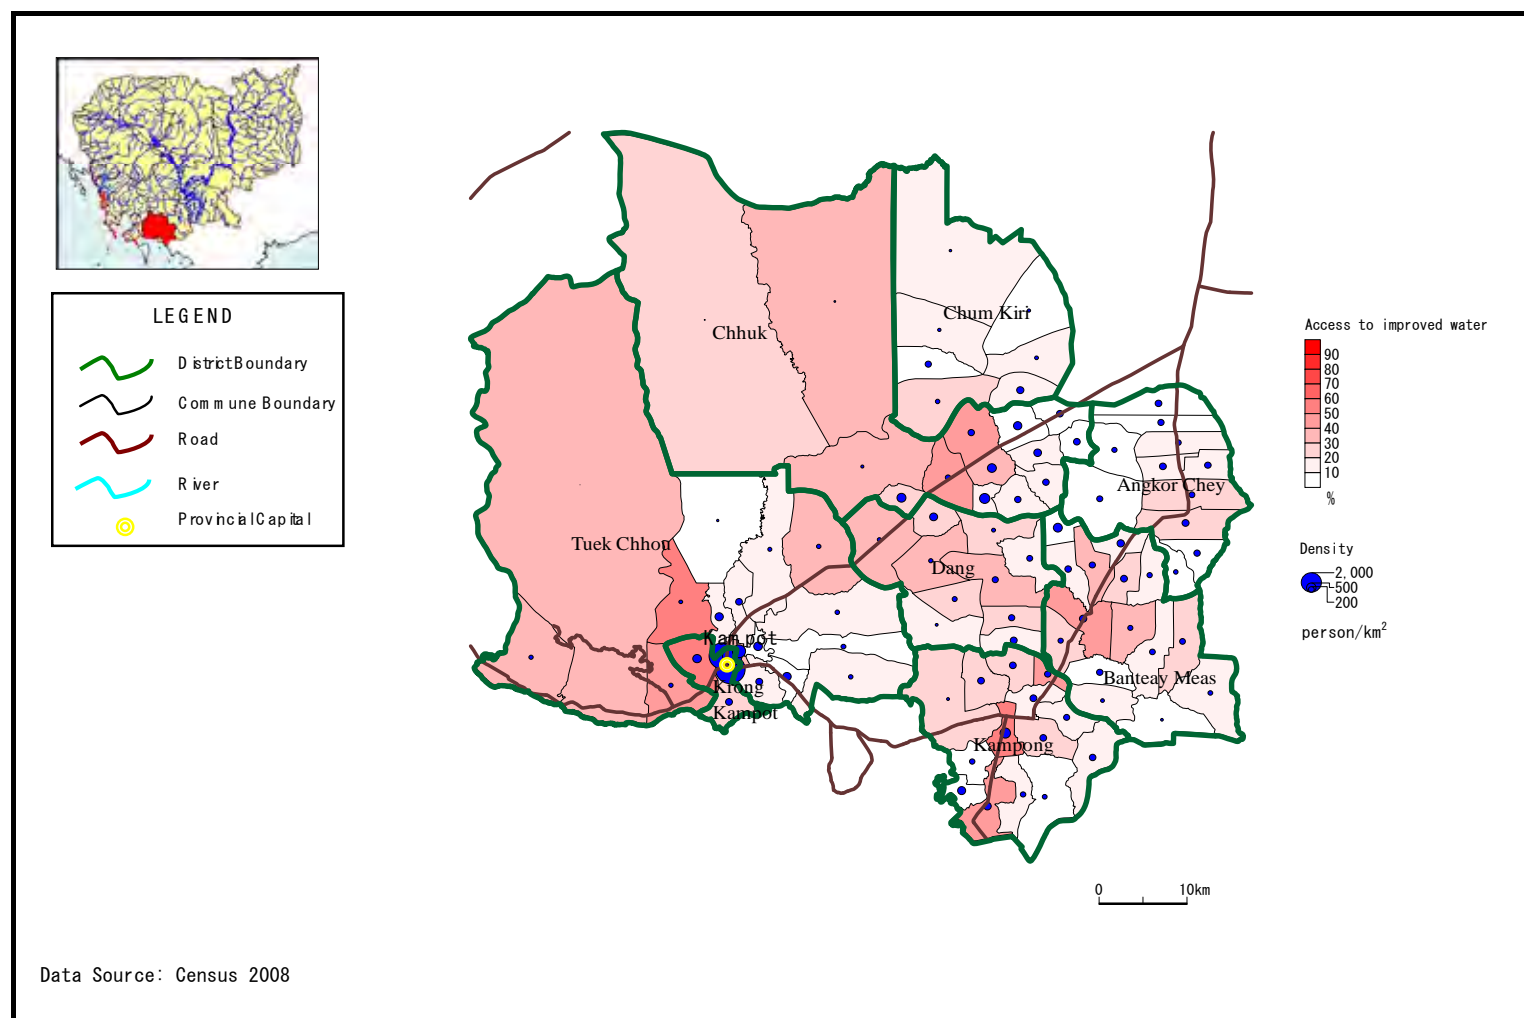 LEGEND
District Boundary
Commune Boundary
Road
River
Provincial Capital
Chhuk
Chum Kiri
Angkor Chey
Tuek Chhou
Dang
Kampot
Krong
Kampot
Banteay Meas
Kampong
Access to improved water
90
80
70
60
50
40
30
20
10
%
Density
2,000
500
200
person/km²
0 10km
Data Source: Census 2008